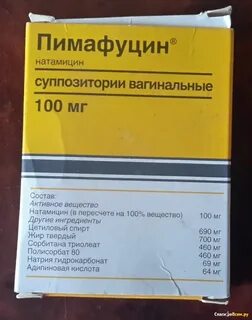 Пимафуцин®
натамицин
суппозитории вагинальные
100 мг
Состав:
Активное вещество
Натамицин (в пересчете на 100% вещество) 100 мг
Другие ингредиенты
Цетиловый спирт 690 мг
Жир твердый 700 мг
Сорбитана триолеат 460 мг
Полисорбат 80 460 мг
Натрия гидрокарбонат 69 мг
Адипиновая кислота 64 мг